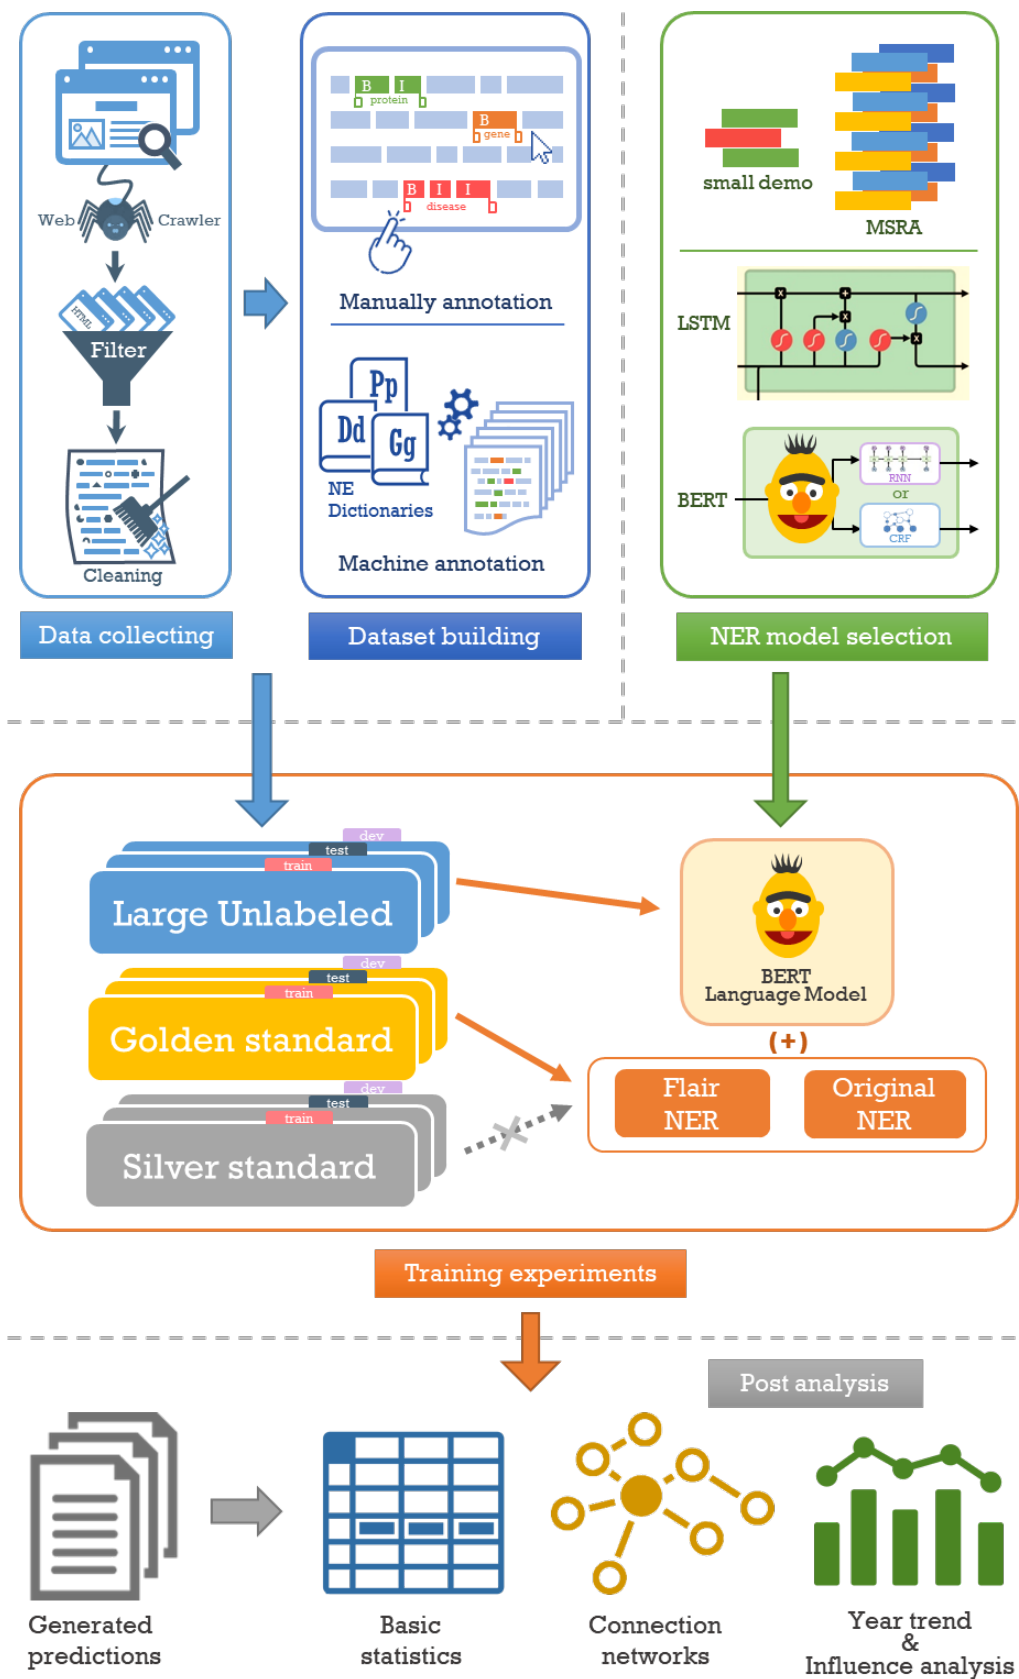 Web
Crawler
HTML
Filter
Cleaning
Data collecting
B I
protein
B
gene
B I I
disease
Manually annotation
Pp
Dd
Gg
NE
Dictionaries
Machine annotation
Dataset building
small demo
MSRA
LSTM
x
+
x
x
BERT
RNN
or
CRF
NER model selection
dev
test
train
Large Unlabeled
dev
test
train
Golden standard
dev
test
train
Silver standard
BERT
Language Model
(+)
Flair
NER
Original
NER
Training experiments
Post analysis
Generated
predictions
Basic
statistics
Connection
networks
Year trend
&
Influence analysis